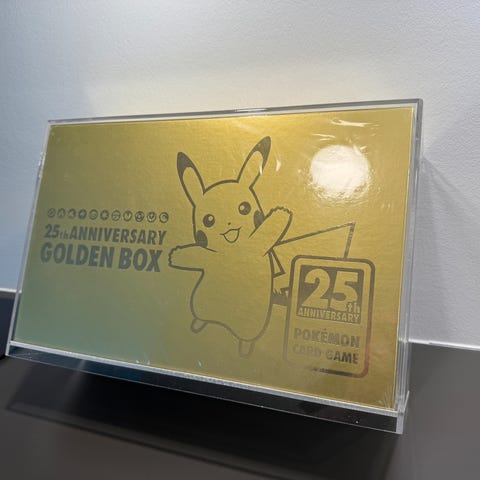 25th ANNIVERSARY
GOLDEN BOX
25th
ANNIVERSARY
POKÉMON
CARD GAME